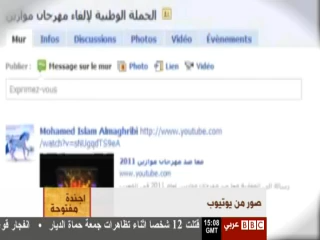 الحملة الوطنية لإلغاء مهرجان موازين
Mur Infos Discussions Photos Vidéo Évènements
Publier : Message sur le mur Photo Lien Vidéo
Exprimez-vous
Mohamed Islam Almaghribi http://www.youtube.com
/watch?v=sNUgqdTS9eA
معا ضد مهرجان موازين 2011
www.youtube.com
أجندة مفتوحة
صور من يوتيوب
قتلت 12 شخصا أثناء تظاهرات جمعة حماة الديار • انفجار قو
15:08
GMT
عربي BBC